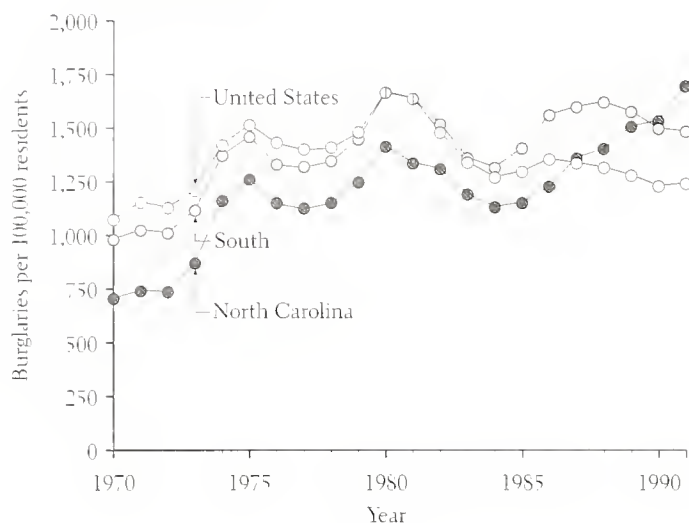 2,000
1,750
1,500
1,250
1,000
750
500
250
0
Burglaries per 100,000 residents
United States
South
North Carolina
1970
1975
1980
1985
1990
Year